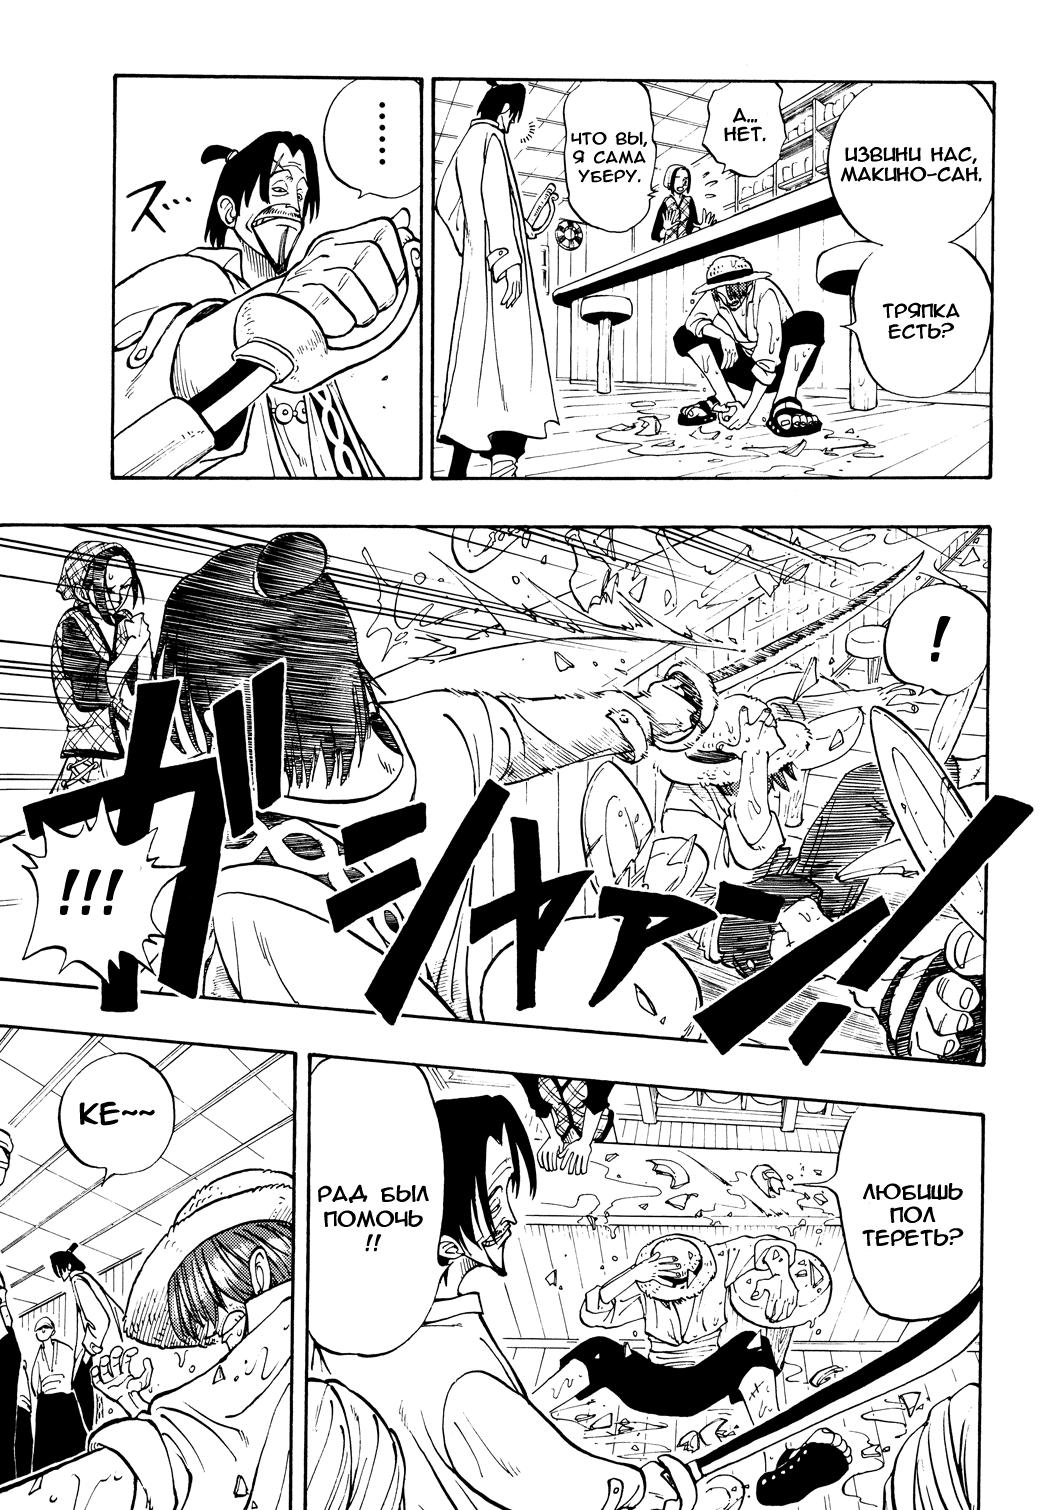 ИЗВИНИ НАС,
МАКИНО-САН.
ТРЯПКА
ЕСТЬ?
А...
НЕТ.
ЧТО ВЫ,
Я САМА
УБЕРУ.
......
ス...
!
!!!
ガシャァン!!
ЛЮБИШЬ
ПОЛ
ТЕРЕТЬ?
РАД БЫЛ
ПОМОЧЬ
!!
КЕ~~